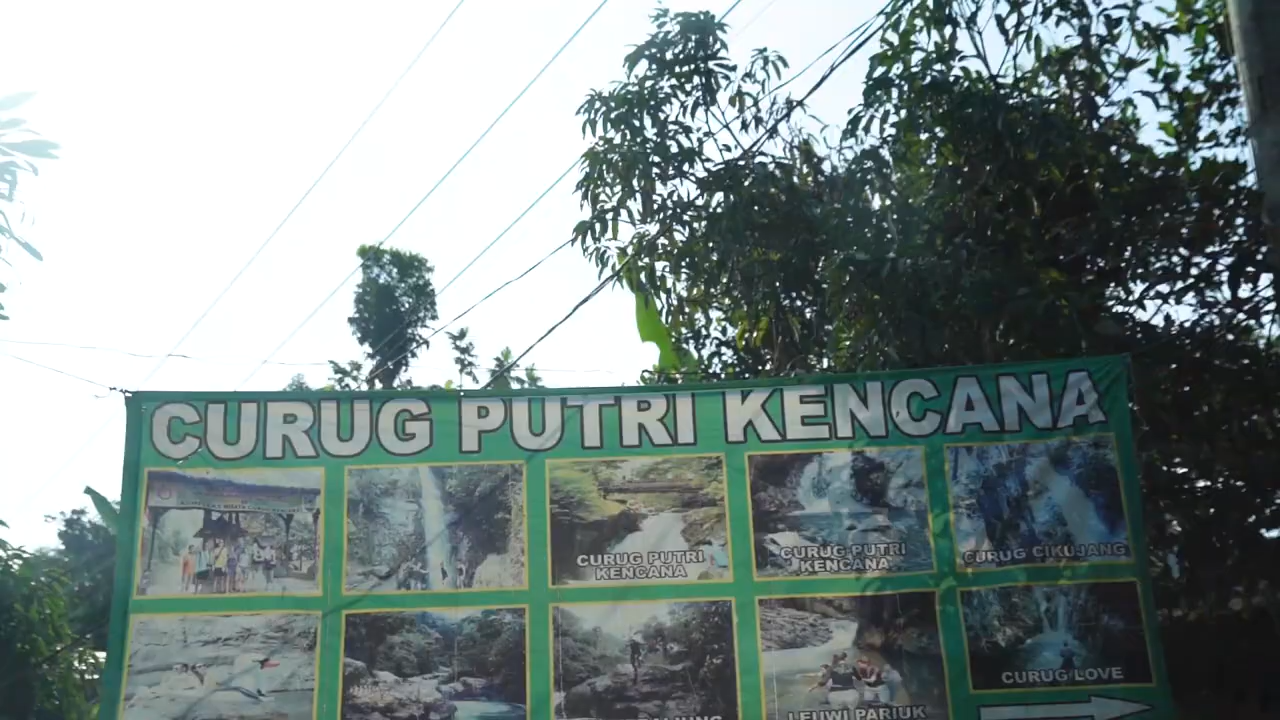 CURUG PUTRI KENCANA
CURUG PUTRI
KENCANA
CURUG PUTRI
KENCANA
CURUG CIKUJANG
CURUG LOVE
LEUWI PARIUK